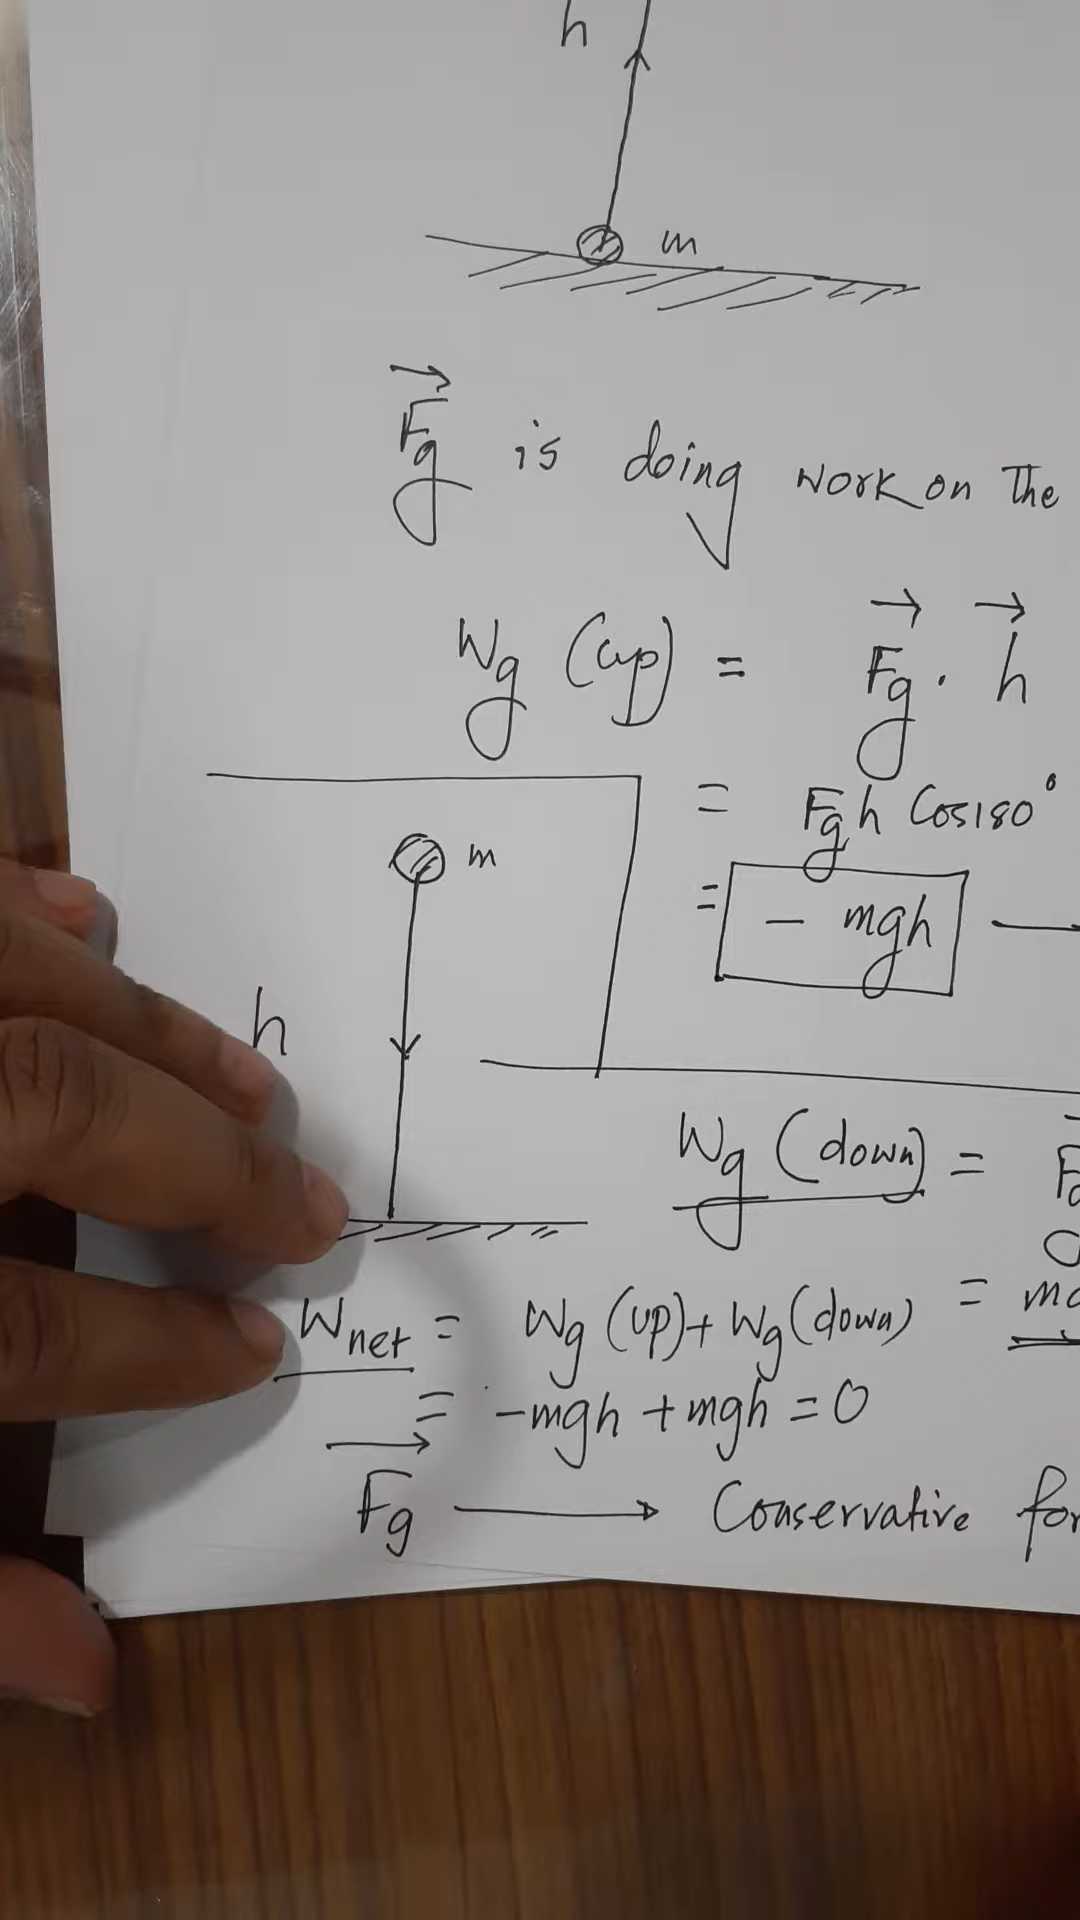 h
m
F⃗g is doing work on The
Wg (up) = F⃗g . h⃗
= Fg h Cos180°
= - mgh
m
h
Wg (down) =
Wnet = Wg (up) + Wg (down) =
= -mgh + mgh = 0
F⃗g → Conservative